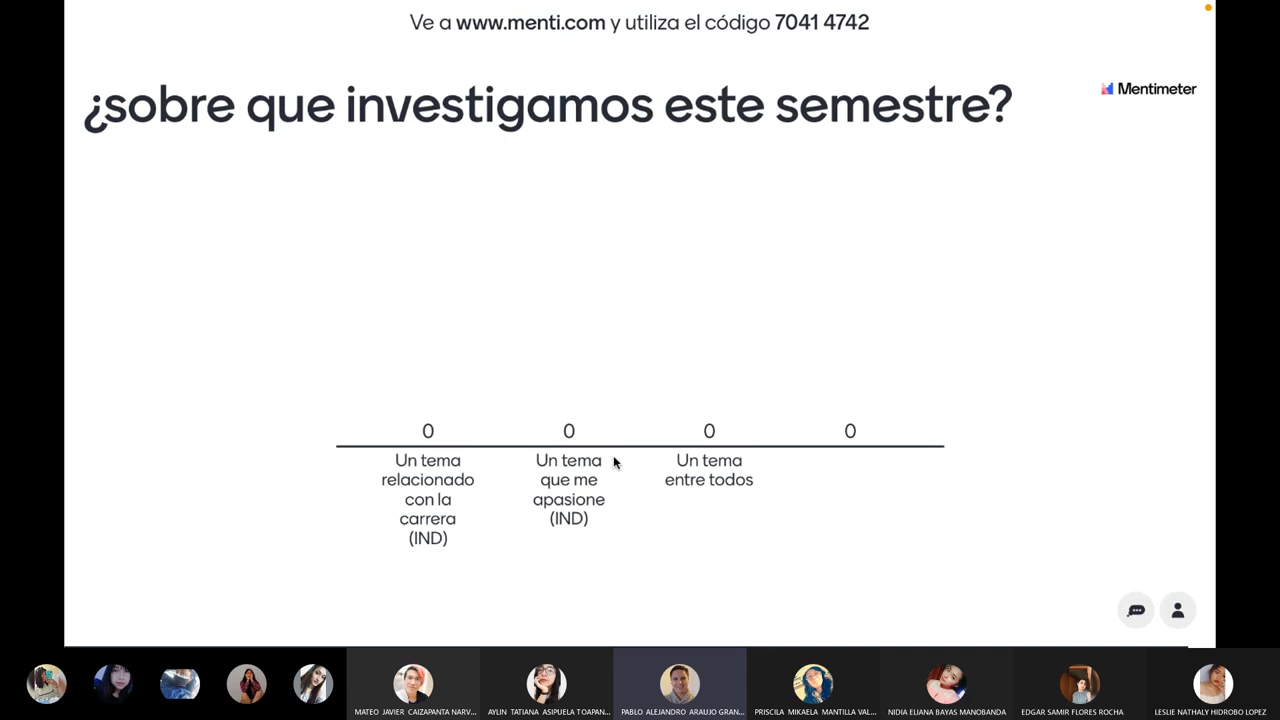 Ve a www.menti.com y utiliza el código 7041 4742
¿sobre que investigamos este semestre?
Mentimeter
0
0
0
0
Un tema
relacionado
con la
carrera
(IND)
Un tema
que me
apasione
(IND)
Un tema
entre todos
MATEO JAVIER CAIZAPANTA NARV...
AYLIN TATIANA ASIPUELA TOAPAN...
PABLO ALEJANDRO ARAUJO GRAN...
PRISCILA MIKAELA MANTILLA VAL...
NIDIA ELIANA BAYAS MANOBANDA
EDGAR SAMIR FLORES ROCHA
LESLIE NATHALY HIDROBO LOPEZ